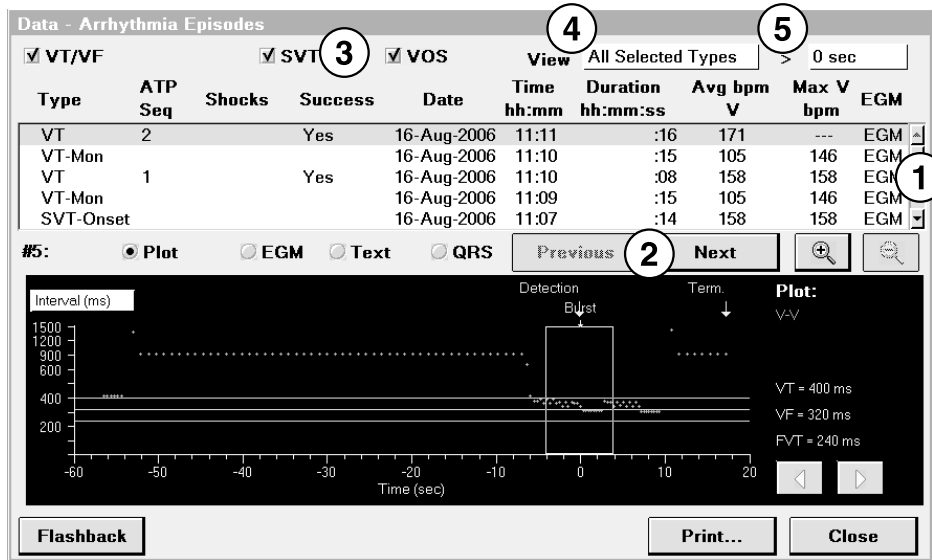 Data - Arrhythmia Episodes
4 5
VT/VF SVT 3 VOS View All Selected Types > 0 sec
Type ATP Seq Shocks Success Date Time hh:mm Duration hh:mm:ss Avg bpm V Max V bpm EGM
VT 2 Yes 16-Aug-2006 11:11 :16 171 --- EGM
VT-Mon 16-Aug-2006 11:10 :15 105 146 EGM
VT 1 Yes 16-Aug-2006 11:10 :08 158 158 EGM
1
VT-Mon 16-Aug-2006 11:09 :15 105 146 EGM
SVT-Onset 16-Aug-2006 11:07 :14 158 158 EGM
#5: Plot EGM Text QRS Previous 2 Next
Detection Term. Plot:
Interval (ms) Burst V-V
1500
1200
900
600
400
200
VT = 400 ms
VF = 320 ms
FVT = 240 ms
-60 -50 -40 -30 -20 -10 0 10 20
Time (sec)
Flashback Print... Close